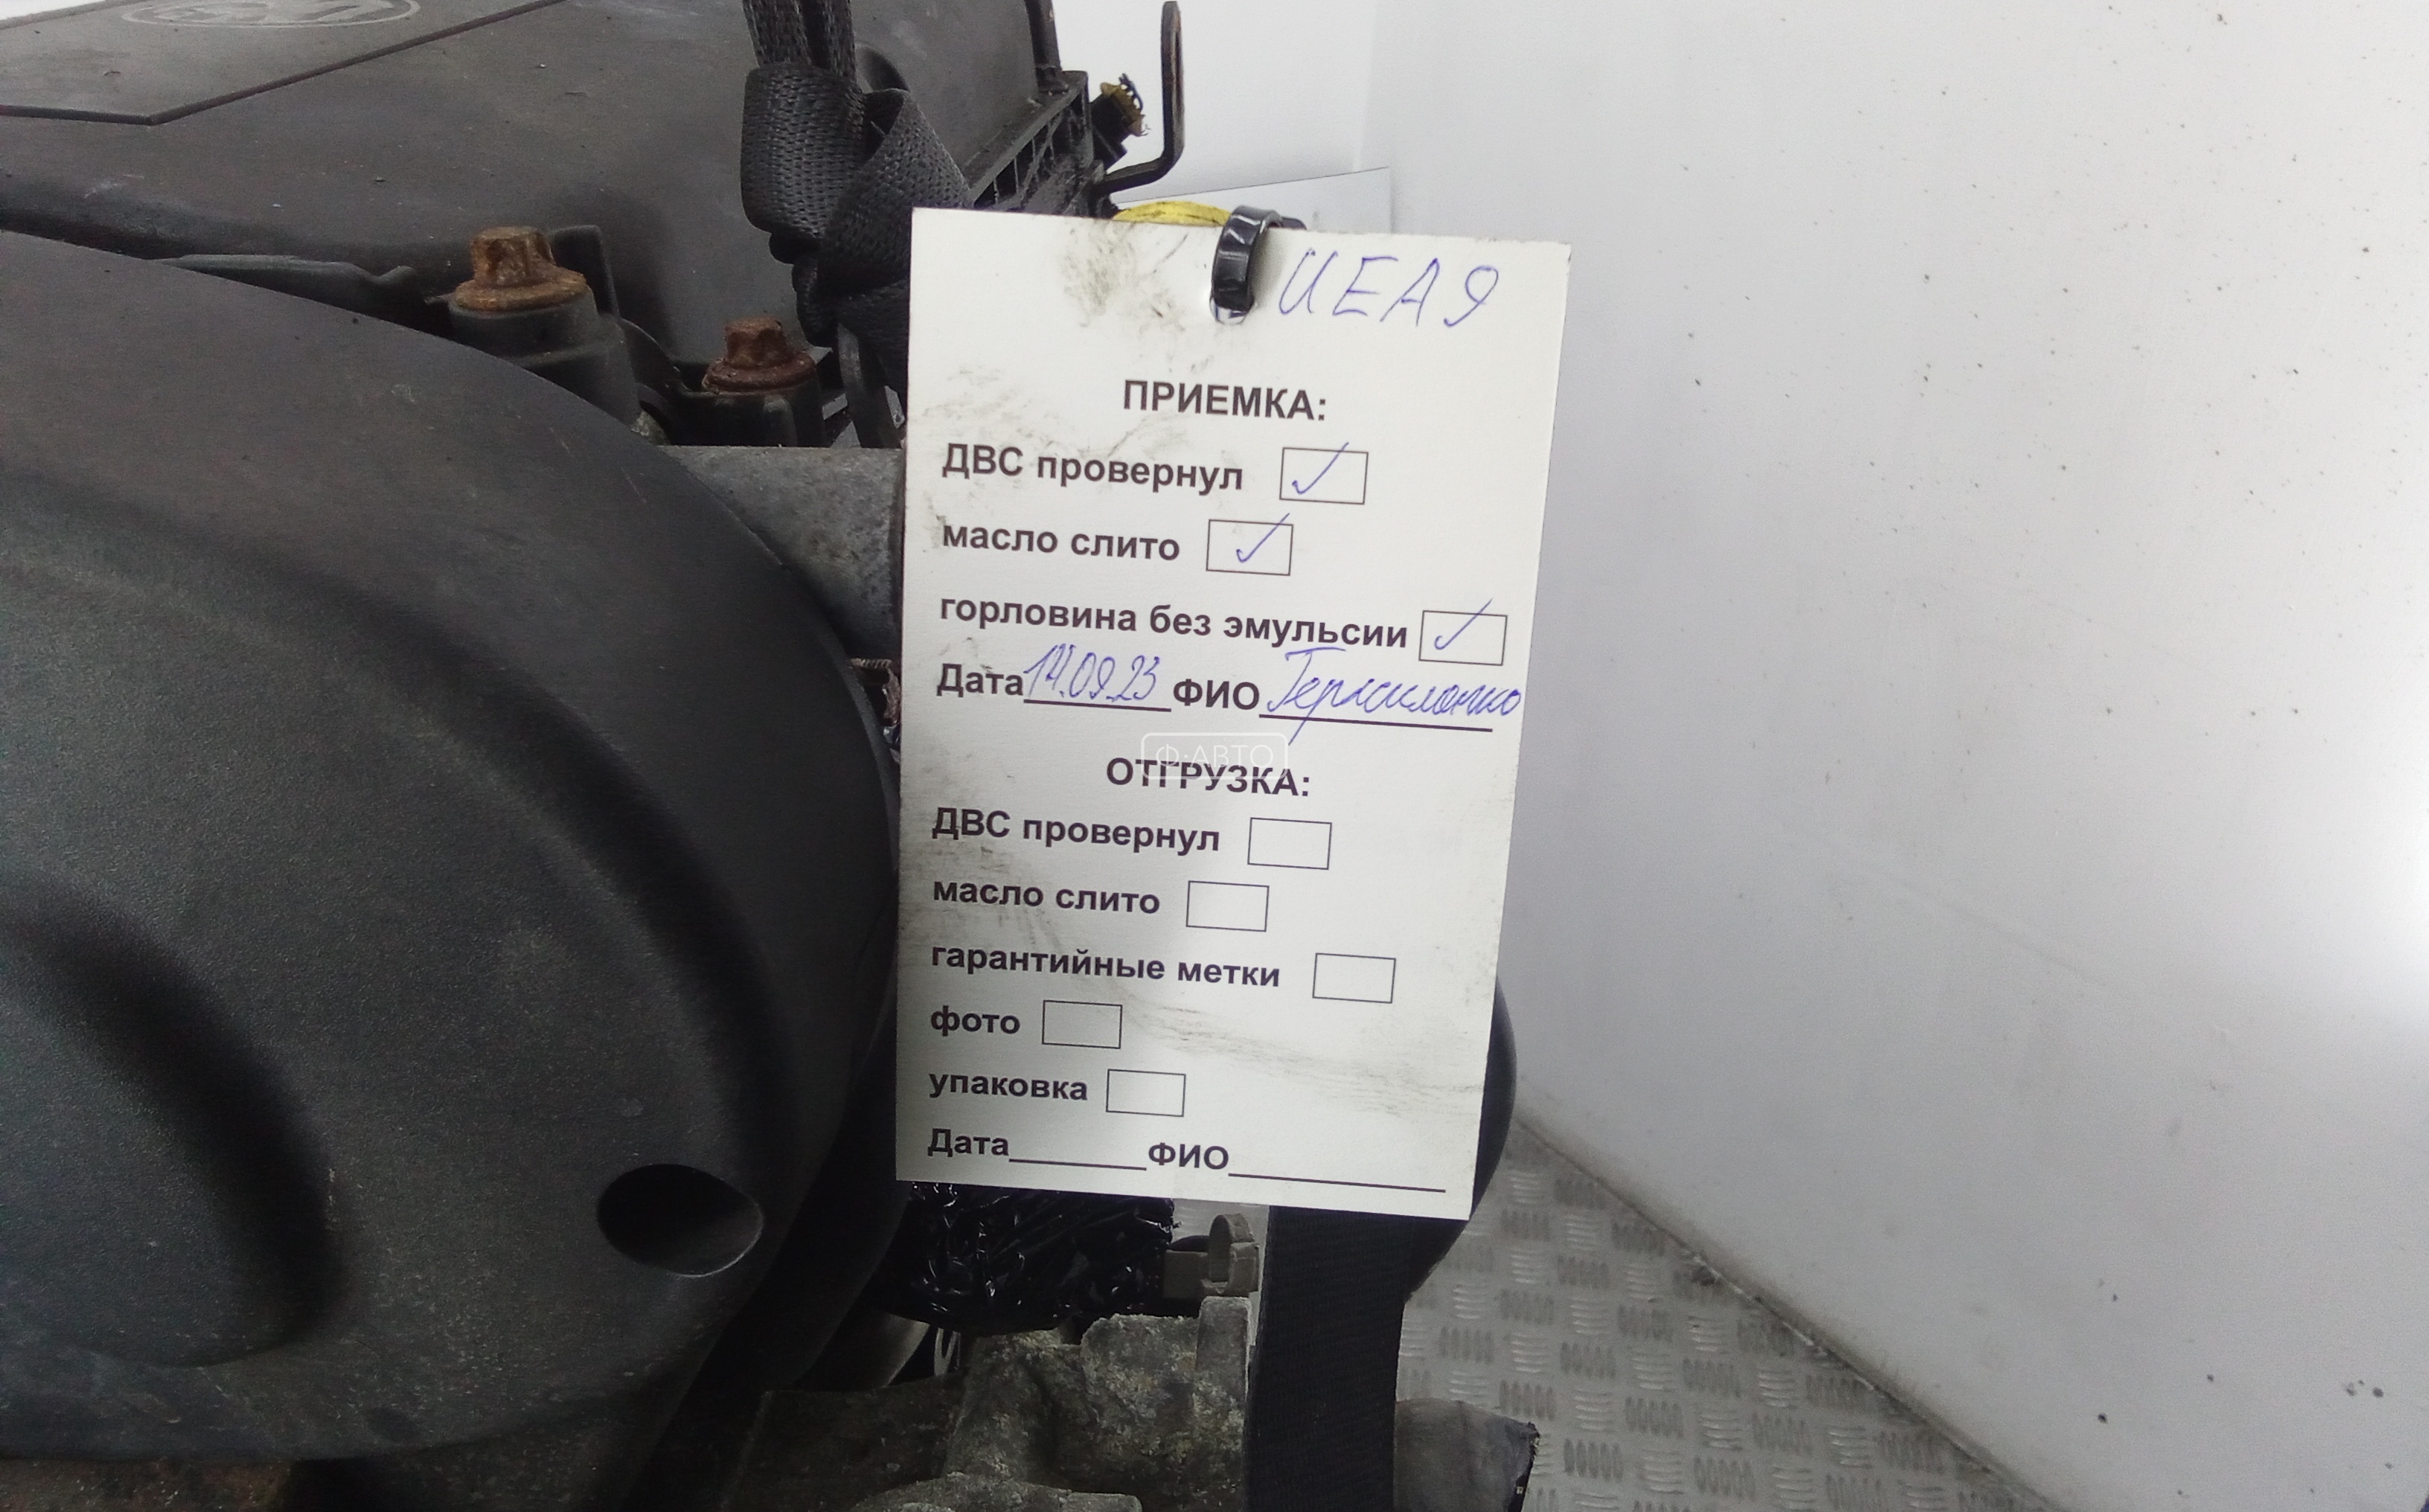 UEA9
ПРИЕМКА:
ДВС провернул
масло слито
горловина без эмульсии
Дата 14.09.23 ФИО
Ф·АВТО
ОТГРУЗКА:
ДВС провернул
масло слито
гарантийные метки
фото
упаковка
Дата ФИО